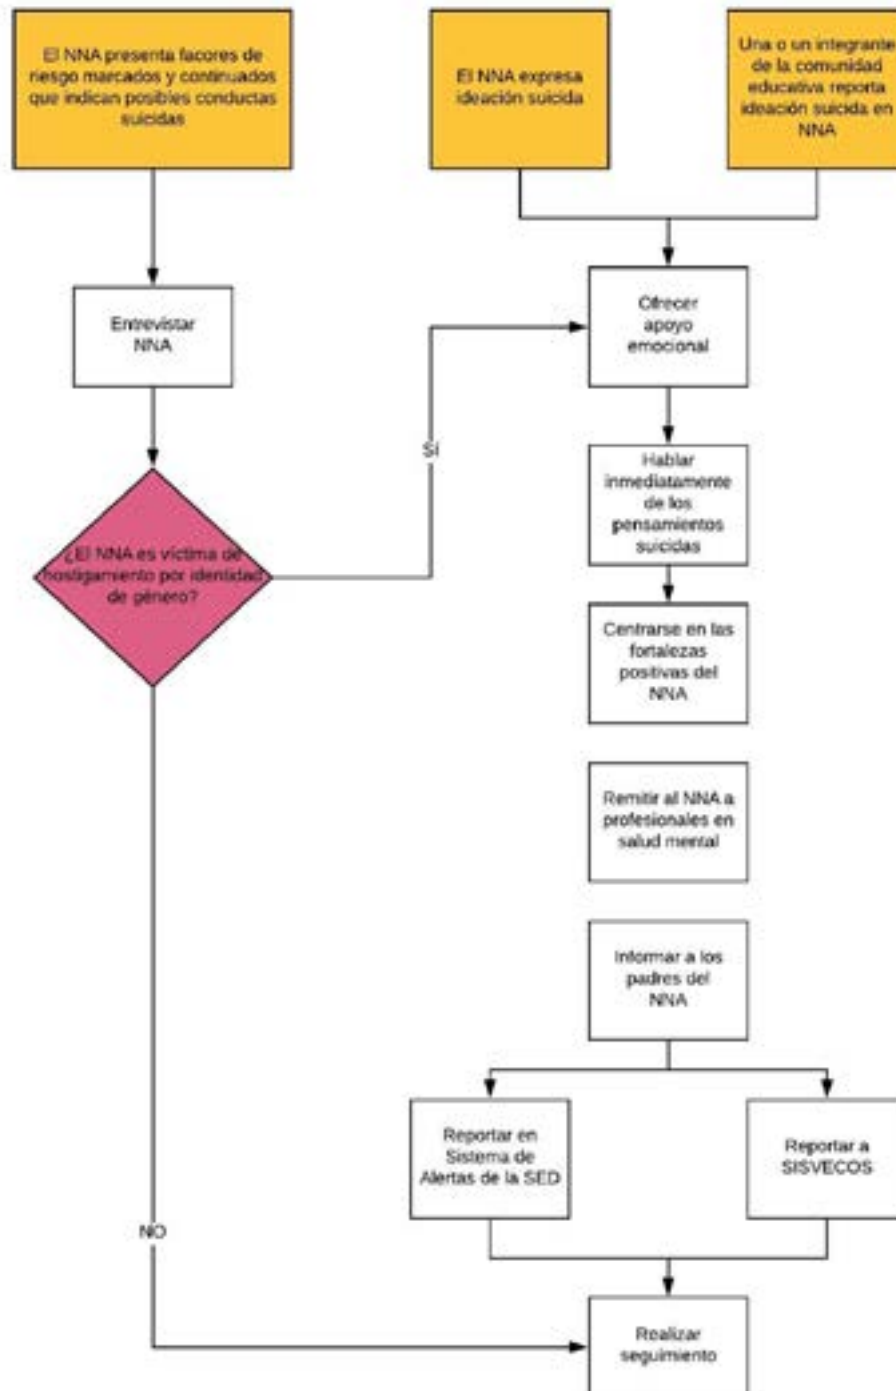 El NNA presenta facores de
riesgo marcados y continuados
que indican posibles conductas
suicidas
El NNA expresa
ideación suicida
Una o un integrante
de la comunidad
educativa reporta
ideación suicida en
NNA
Entrevistar
NNA
Ofrecer
apoyo
emocional
SI
Hablar
inmediatamente
de los
pensamientos
suicidas
¿El NNA es víctima de
hostigamiento por identidad
de género?
Centrarse en las
fortalezas
positivas del
NNA
Remitir al NNA a
profesionales en
salud mental
Informar a los
padres del
NNA
Reportar en
Sistema de
Alertas de la SED
Reportar a
SISVECOS
NO
Realizar
seguimiento